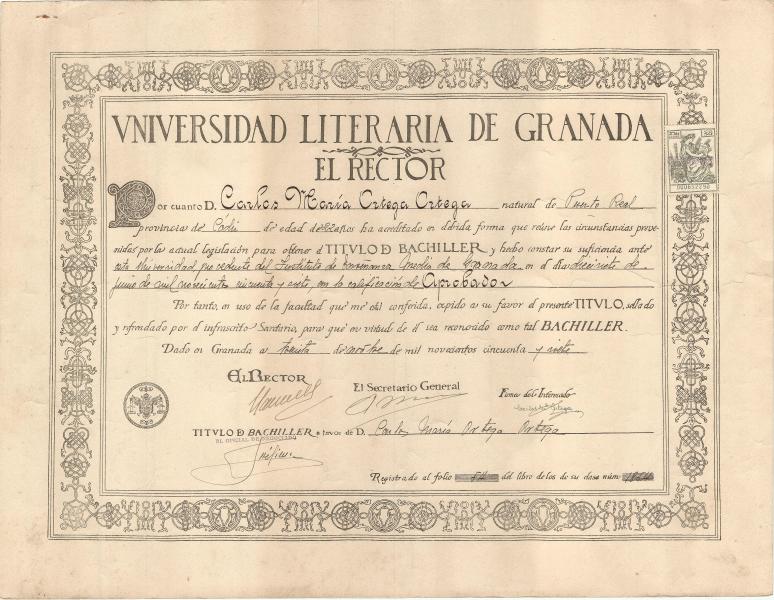 VNIVERSIDAD LITERARIA DE GRANADA
EL RECTOR
Por cuanto D. Carlos María Ortega Ortega natural de Puerto Real
provincia de Cádiz de edad de 22 años ha acreditado en debida forma que reúne las circunstancias preve-
nidas por la actual legislación para obtener el TITVLO D BACHILLER y hecho constar su suficiencia ante
esta Universidad, procedente del Instituto de Enseñanza Media de Granada en el día diecisiete de
junio de mil novecientos cincuenta y siete, con la calificación de Aprobado
Por tanto, en uso de la facultad que me está conferida, expido a su favor el presente TITVLO, sellado
y refrendado por el infrascrito Secretario, para que en virtud de él sea reconocido como tal BACHILLER.
Dado en Granada a treinta de octubre de mil novecientos cincuenta y siete
EL RECTOR
El Secretario General
Firma del Interesado
TITVLO D BACHILLER a favor de D. Carlos María Ortega Ortega
EL OFICIAL DE NEGOCIADO
Registrado al folio 54 del libro de los de su clase núm.